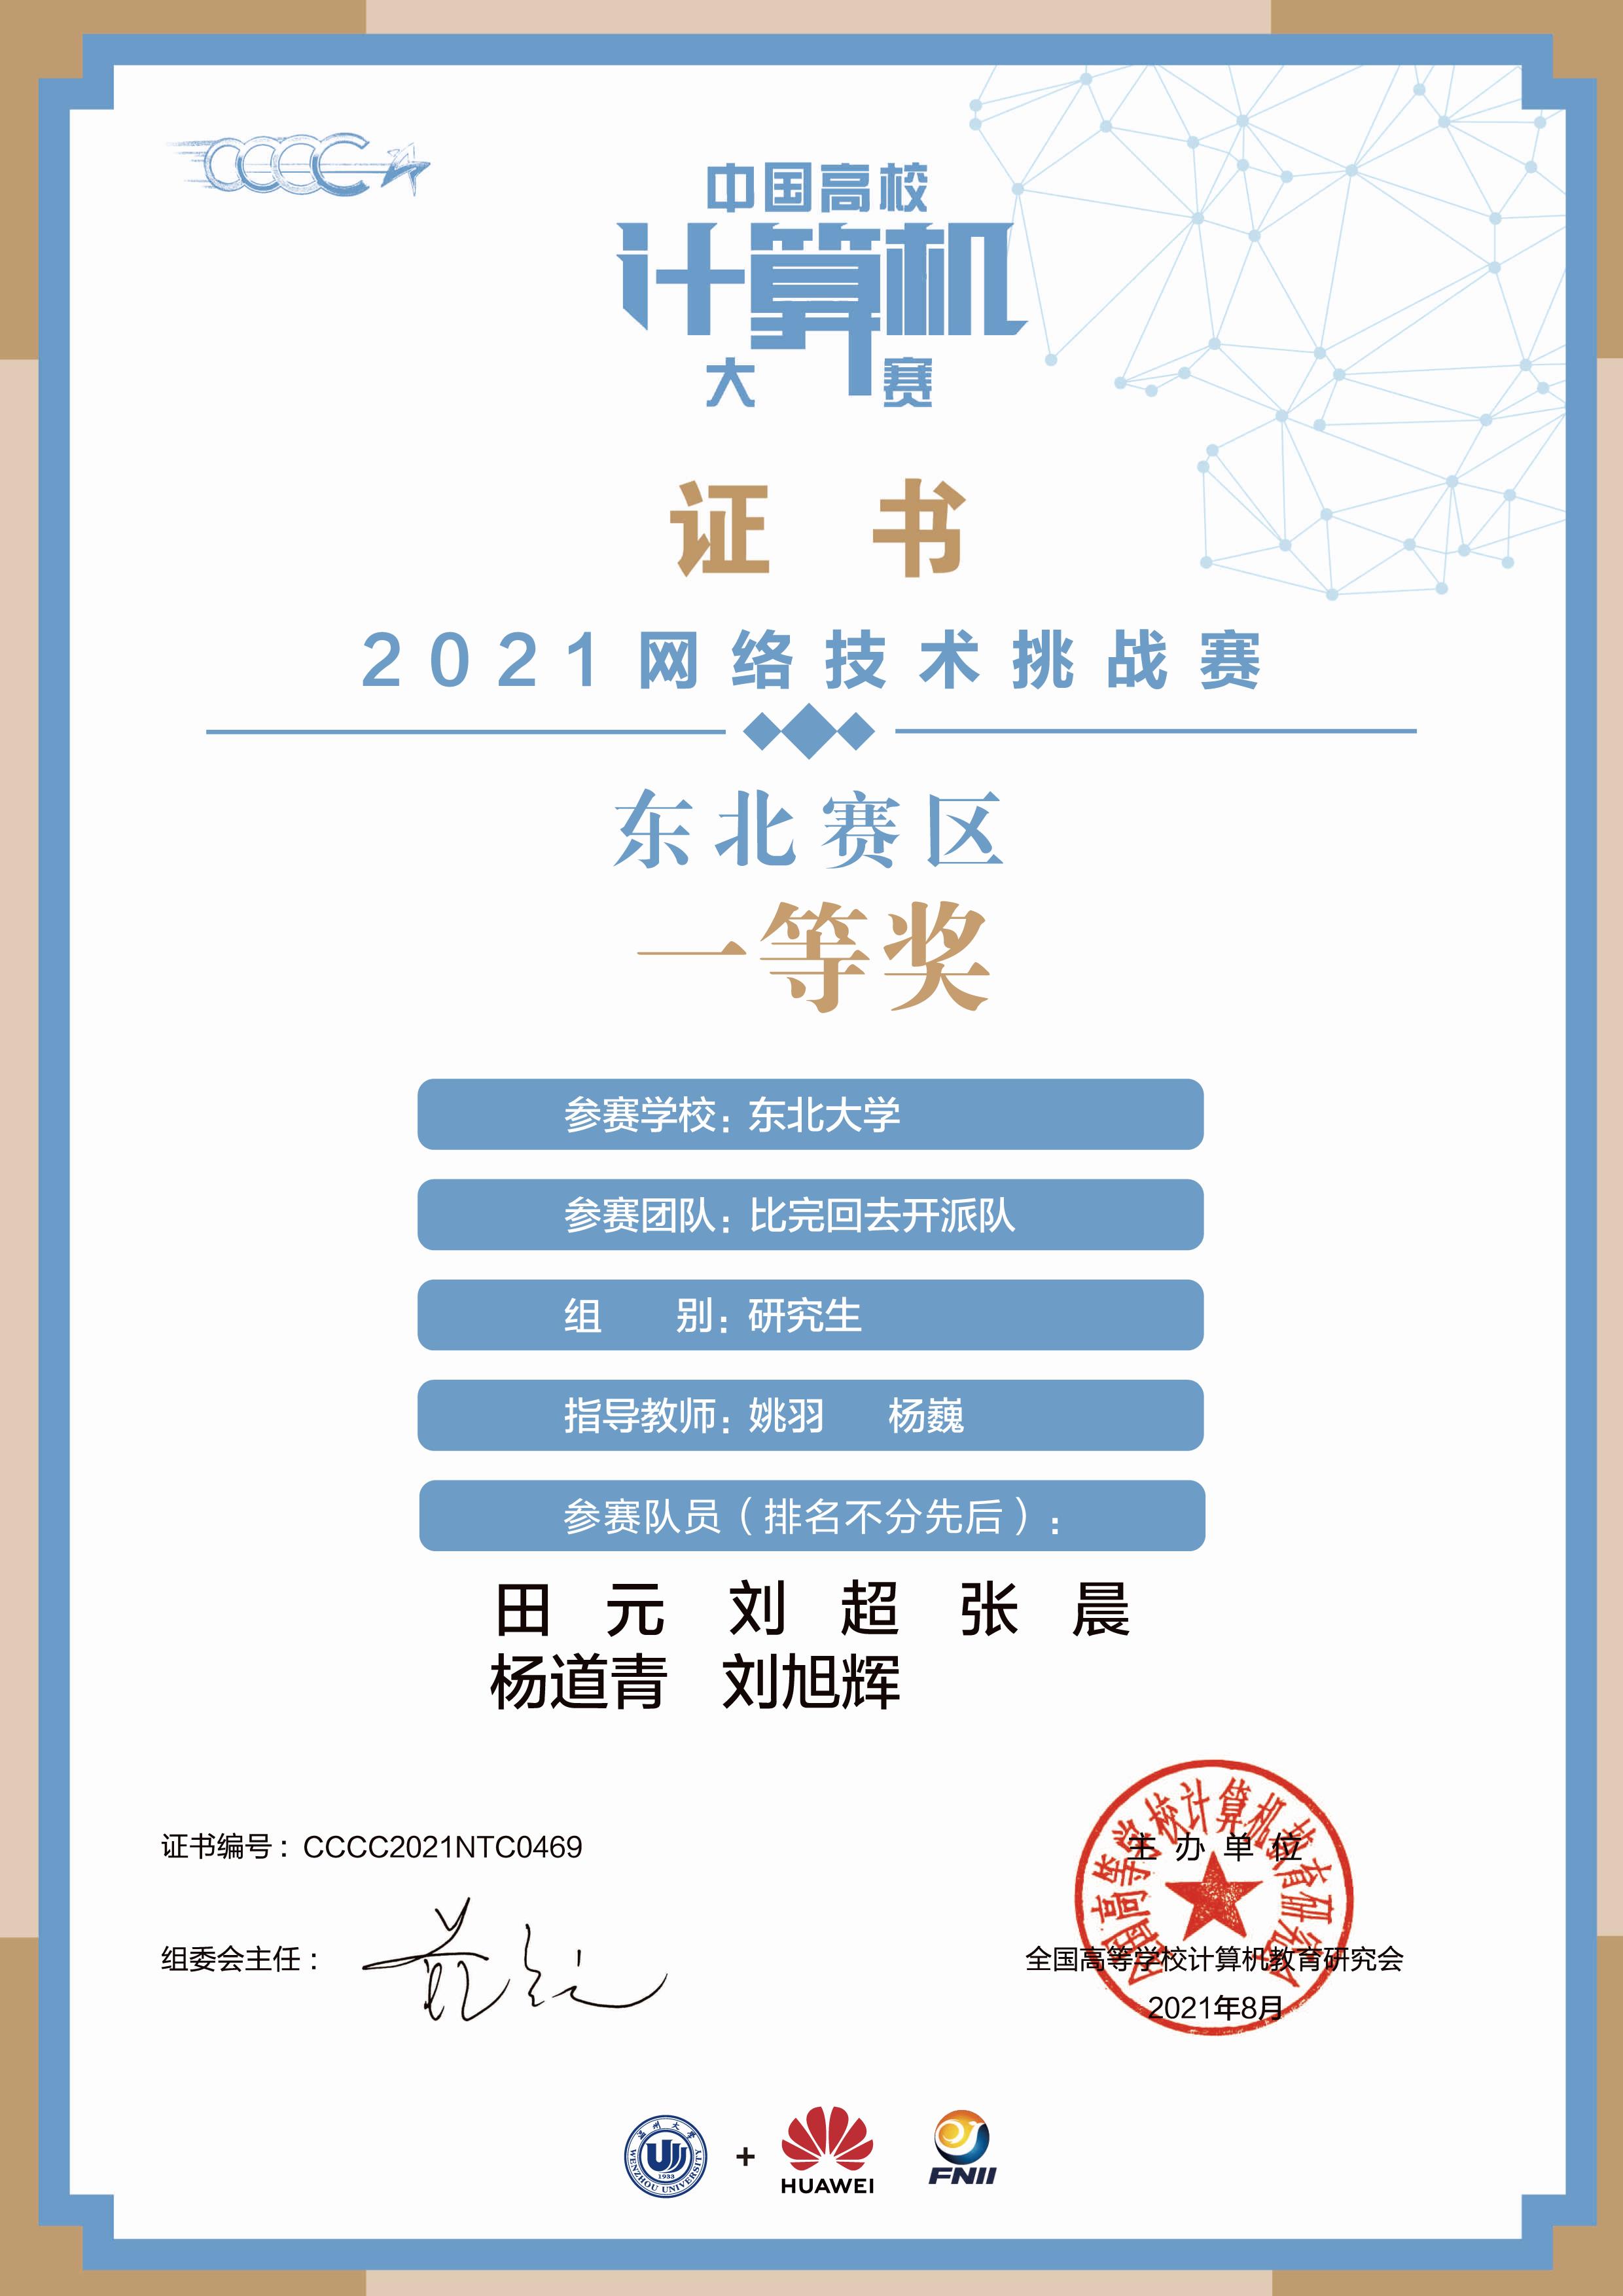 CCCC
中国高校
计算机
大赛
证书
2021网络技术挑战赛
东北赛区
一等奖
参赛学校：东北大学
参赛团队：比完回去开派队
组 别：研究生
指导教师：姚羽 杨巍
参赛队员（排名不分先后）：
田 元 刘 超 张 晨
杨道青 刘旭辉
证书编号：CCCC2021NTC0469
主办单位
组委会主任：
全国高等学校计算机教育研究会
2021年8月
全国高等学校计算机教育研究会
温州大学
WENZHOU UNIVERSITY
1933
+
HUAWEI
FNII